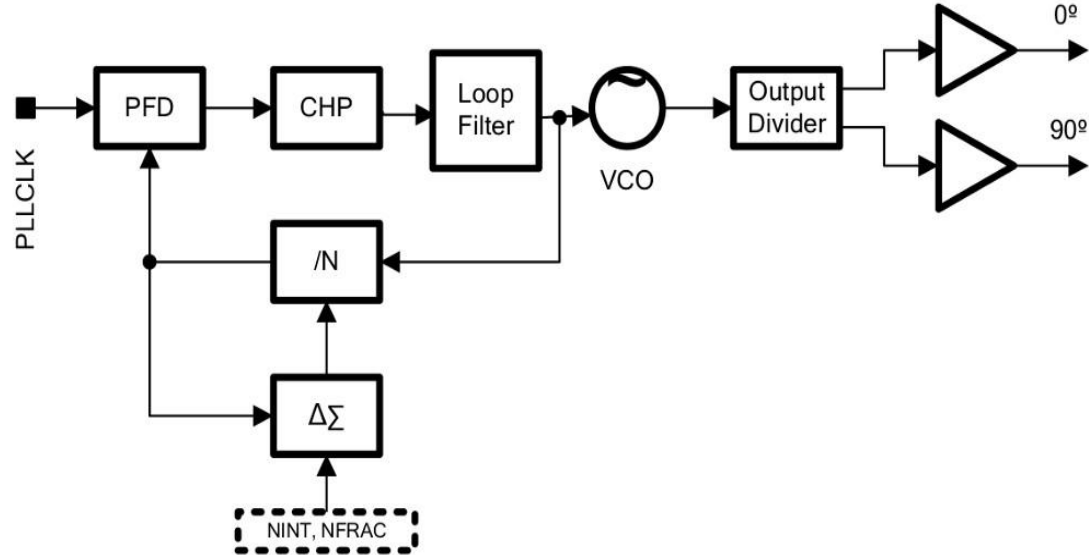 0º
PFD
CHP
Loop
Filter
Output
Divider
90º
VCO
PLLCLK
/N
ΔΣ
NINT, NFRAC